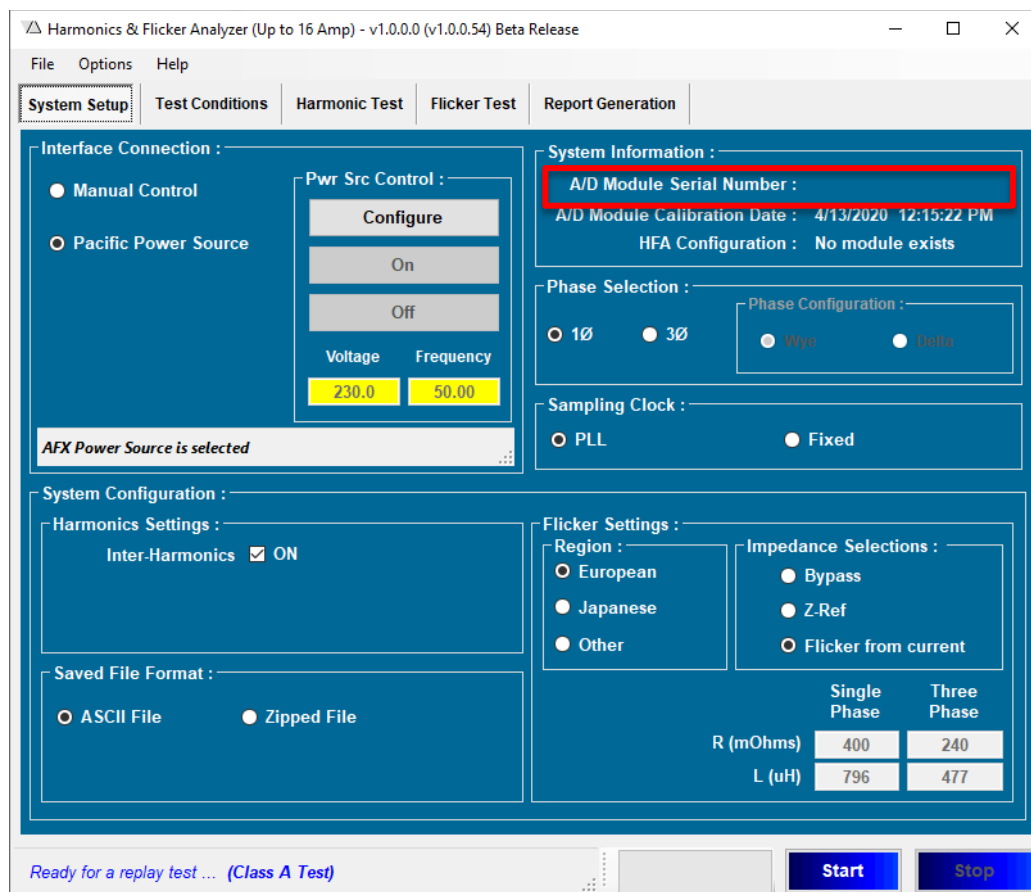 Harmonics & Flicker Analyzer (Up to 16 Amp) - v1.0.0.0 (v1.0.0.54) Beta Release
File Options Help
System Setup Test Conditions Harmonic Test Flicker Test Report Generation
Interface Connection :
Manual Control
Pacific Power Source
Pwr Src Control :
Configure
On
Off
Voltage Frequency
230.0 50.00
AFX Power Source is selected
System Information :
A/D Module Serial Number :
A/D Module Calibration Date : 4/13/2020 12:15:22 PM
HFA Configuration : No module exists
Phase Selection :
1Ø 3Ø
Phase Configuration :
Wye Delta
Sampling Clock :
PLL Fixed
System Configuration :
Harmonics Settings :
Inter-Harmonics ON
Saved File Format :
ASCII File Zipped File
Flicker Settings :
Region :
European
Japanese
Other
Impedance Selections :
Bypass
Z-Ref
Flicker from current
Single Phase Three Phase
R (mOhms) 400 240
L (uH) 796 477
Ready for a replay test ... (Class A Test)
Start Stop